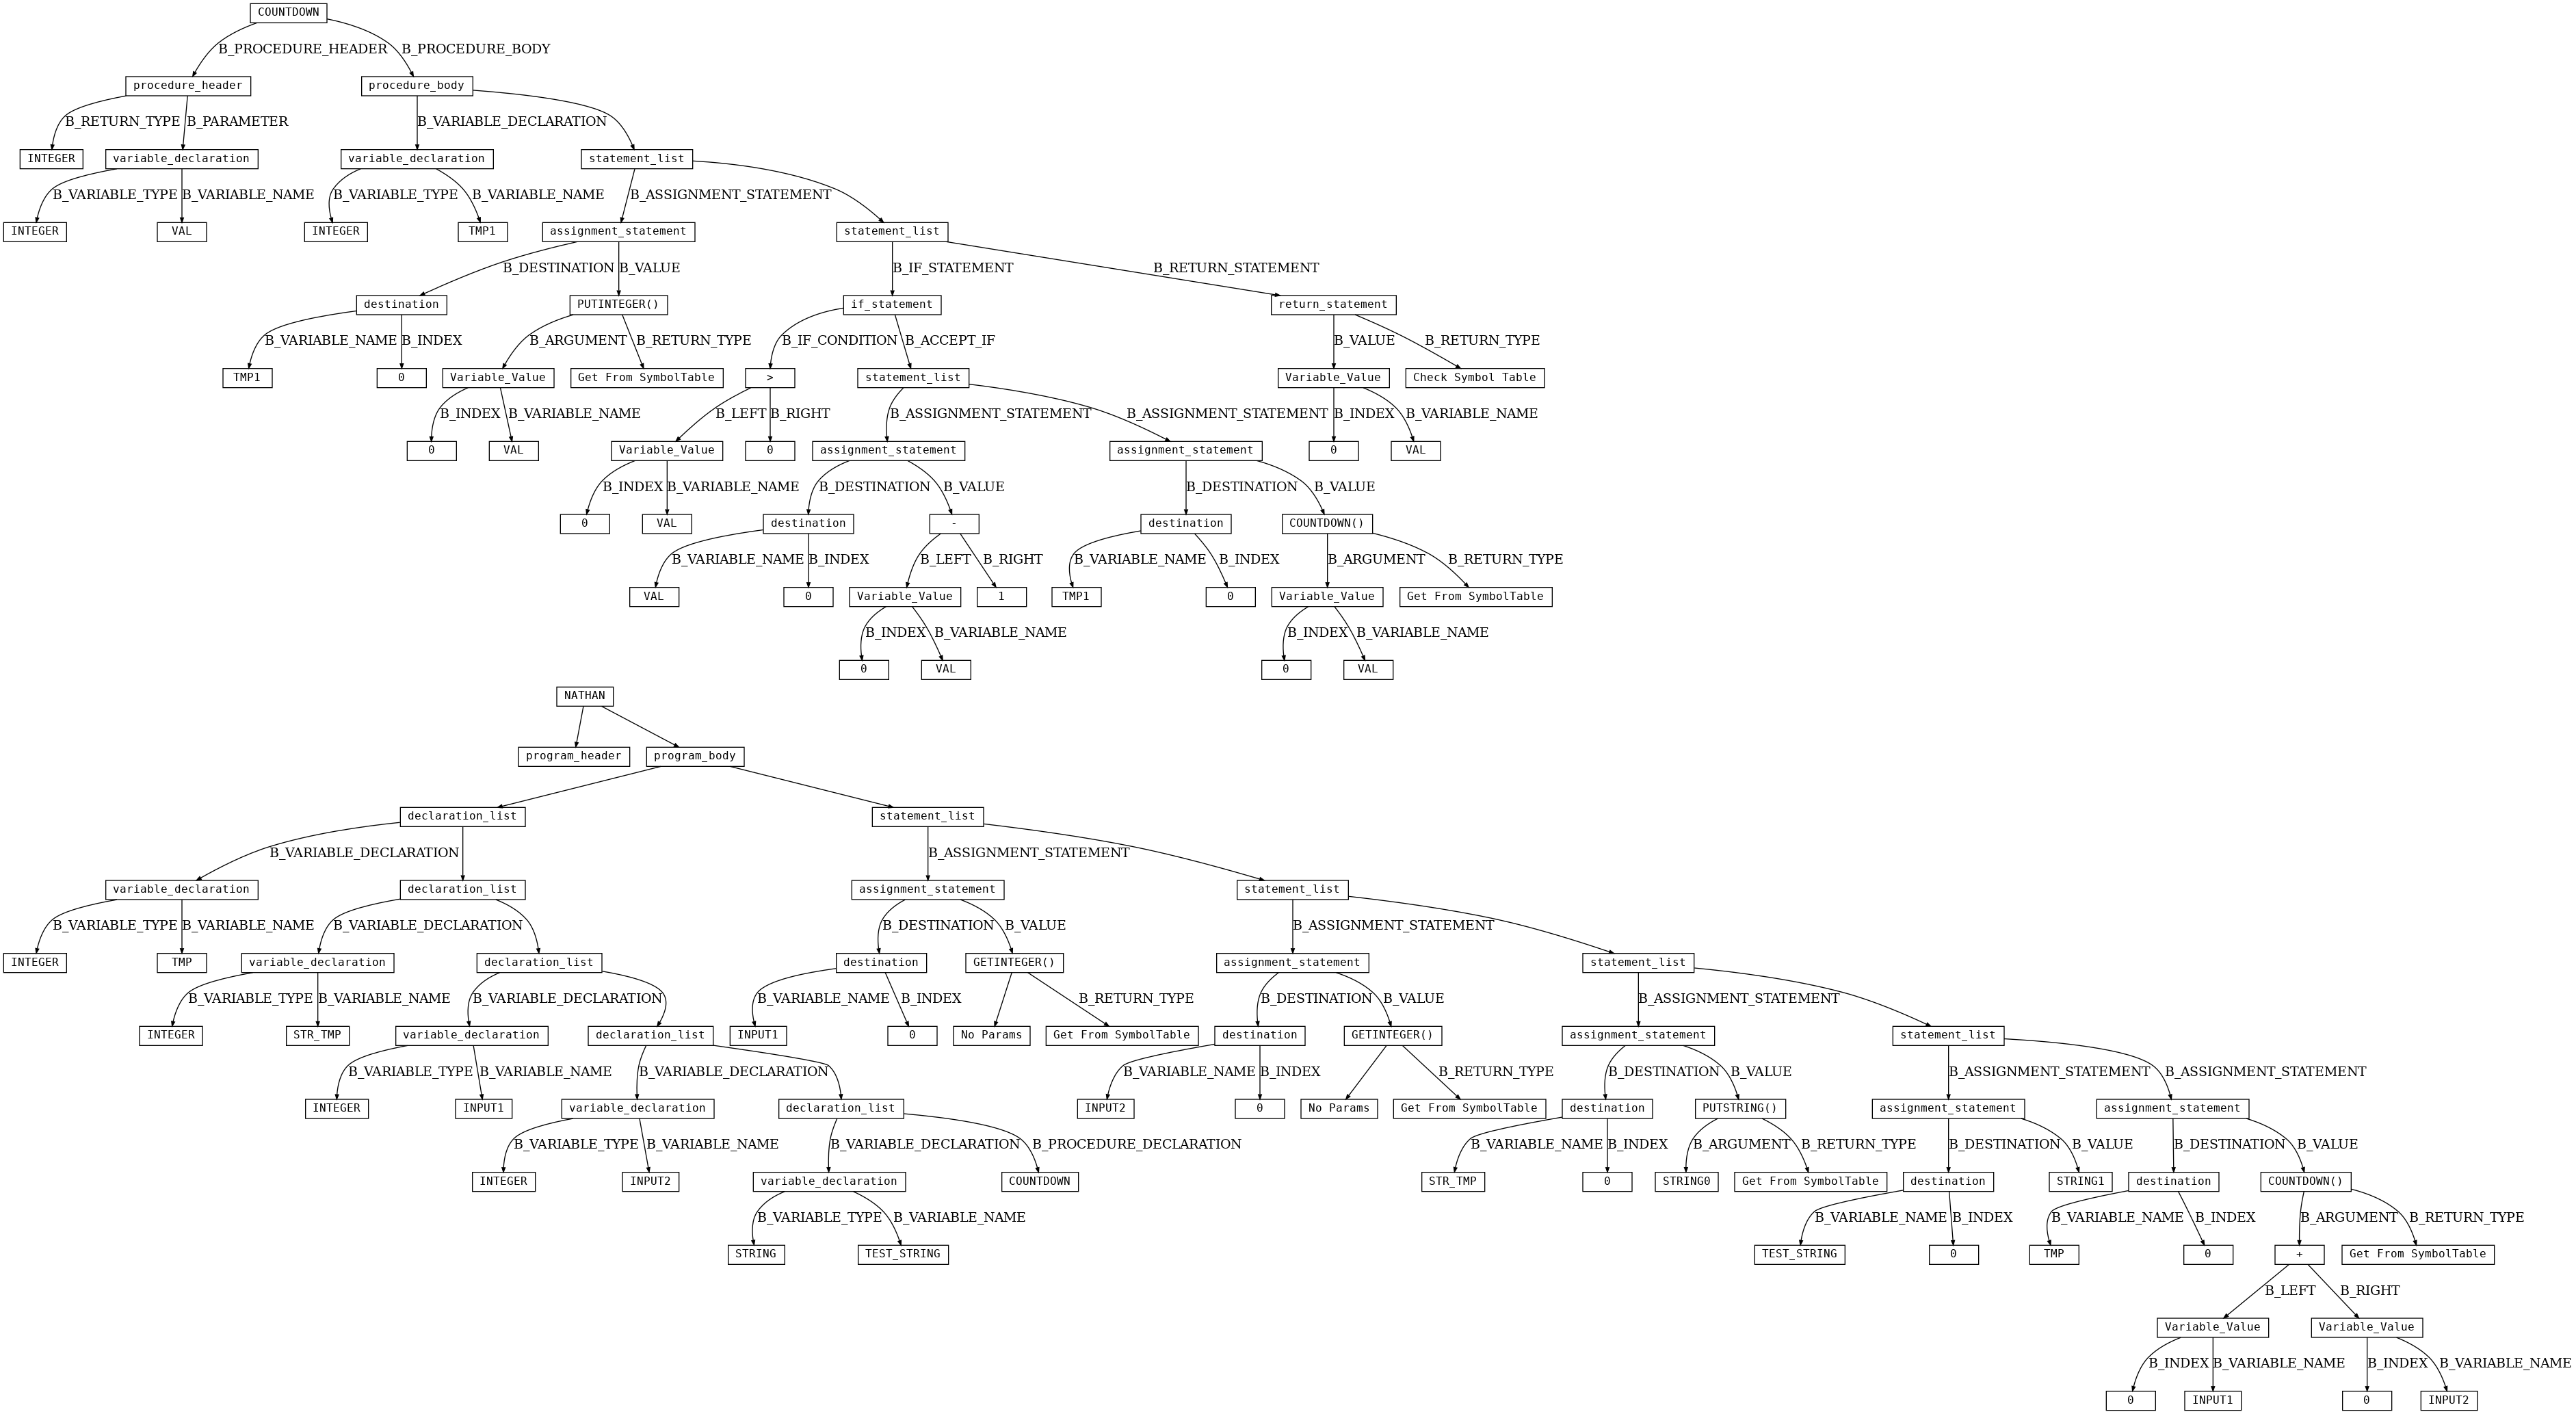 COUNTDOWN
B_PROCEDURE_HEADER B_PROCEDURE_BODY
procedure_header procedure_body
B_RETURN_TYPE B_PARAMETER B_VARIABLE_DECLARATION
INTEGER variable_declaration variable_declaration statement_list
B_VARIABLE_TYPE B_VARIABLE_NAME B_VARIABLE_TYPE B_VARIABLE_NAME B_ASSIGNMENT_STATEMENT
INTEGER VAL INTEGER TMP1 assignment_statement statement_list
B_DESTINATION B_VALUE B_IF_STATEMENT B_RETURN_STATEMENT
destination PUTINTEGER() if_statement return_statement
B_VARIABLE_NAME B_INDEX B_ARGUMENT B_RETURN_TYPE B_IF_CONDITION B_ACCEPT_IF B_VALUE B_RETURN_TYPE
TMP1 0 Variable_Value Get From SymbolTable > statement_list Variable_Value Check Symbol Table
B_INDEX B_VARIABLE_NAME B_LEFT B_RIGHT B_ASSIGNMENT_STATEMENT B_ASSIGNMENT_STATEMENT B_INDEX B_VARIABLE_NAME
0 VAL Variable_Value 0 assignment_statement assignment_statement 0 VAL
B_INDEX B_VARIABLE_NAME B_DESTINATION B_VALUE B_DESTINATION B_VALUE
0 VAL destination - destination COUNTDOWN()
B_VARIABLE_NAME B_INDEX B_LEFT B_RIGHT B_VARIABLE_NAME B_INDEX B_ARGUMENT B_RETURN_TYPE
VAL 0 Variable_Value 1 TMP1 0 Variable_Value Get From SymbolTable
B_INDEX B_VARIABLE_NAME B_INDEX B_VARIABLE_NAME
0 VAL 0 VAL
NATHAN
program_header program_body
declaration_list statement_list
B_VARIABLE_DECLARATION B_ASSIGNMENT_STATEMENT
variable_declaration declaration_list assignment_statement statement_list
B_VARIABLE_TYPE B_VARIABLE_NAME B_VARIABLE_DECLARATION B_DESTINATION B_VALUE B_ASSIGNMENT_STATEMENT
INTEGER TMP variable_declaration declaration_list destination GETINTEGER() assignment_statement statement_list
B_VARIABLE_TYPE B_VARIABLE_NAME B_VARIABLE_DECLARATION B_VARIABLE_NAME B_INDEX B_RETURN_TYPE B_DESTINATION B_VALUE B_ASSIGNMENT_STATEMENT
INTEGER STR_TMP variable_declaration declaration_list INPUT1 0 No Params Get From SymbolTable destination GETINTEGER() assignment_statement statement_list
B_VARIABLE_TYPE B_VARIABLE_NAME B_VARIABLE_DECLARATION B_VARIABLE_NAME B_INDEX B_RETURN_TYPE B_DESTINATION B_VALUE B_ASSIGNMENT_STATEMENT B_ASSIGNMENT_STATEMENT
INTEGER INPUT1 variable_declaration declaration_list INPUT2 0 No Params Get From SymbolTable destination PUTSTRING() assignment_statement assignment_statement
B_VARIABLE_TYPE B_VARIABLE_NAME B_VARIABLE_DECLARATION B_PROCEDURE_DECLARATION B_VARIABLE_NAME B_INDEX B_ARGUMENT B_RETURN_TYPE B_DESTINATION B_VALUE B_DESTINATION B_VALUE
INTEGER INPUT2 variable_declaration COUNTDOWN STR_TMP 0 STRING0 Get From SymbolTable destination STRING1 destination COUNTDOWN()
B_VARIABLE_TYPE B_VARIABLE_NAME B_VARIABLE_NAME B_INDEX B_VARIABLE_NAME B_INDEX B_ARGUMENT B_RETURN_TYPE
STRING TEST_STRING TEST_STRING 0 TMP 0 + Get From SymbolTable
B_LEFT B_RIGHT
Variable_Value Variable_Value
B_INDEX B_VARIABLE_NAME B_INDEX B_VARIABLE_NAME
0 INPUT1 0 INPUT2